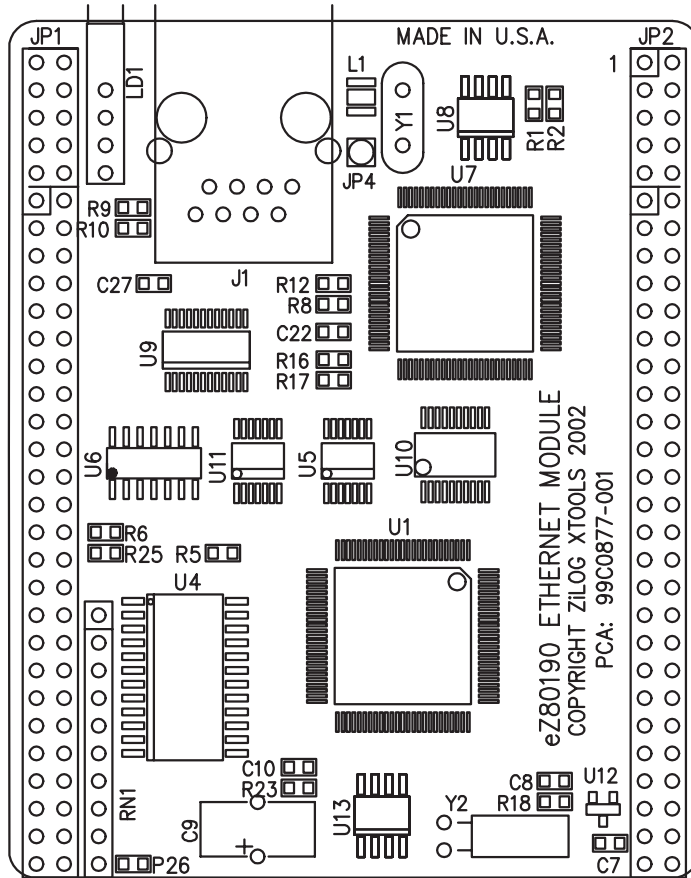 JP1
MADE IN U.S.A.
JP2
LD1
L1
1
Y1
U8
R1
R2
JP4
U7
R9
R10
C27
J1
R12
R8
C22
R16
R17
U9
U6
U11
U5
U10
R6
R25
R5
U1
U4
eZ80190 ETHERNET MODULE
COPYRIGHT ZiLOG XTOOLS 2002
PCA: 99C0877-001
RN1
C10
R23
C9
+
U13
Y2
C8
R18
U12
C7
P26